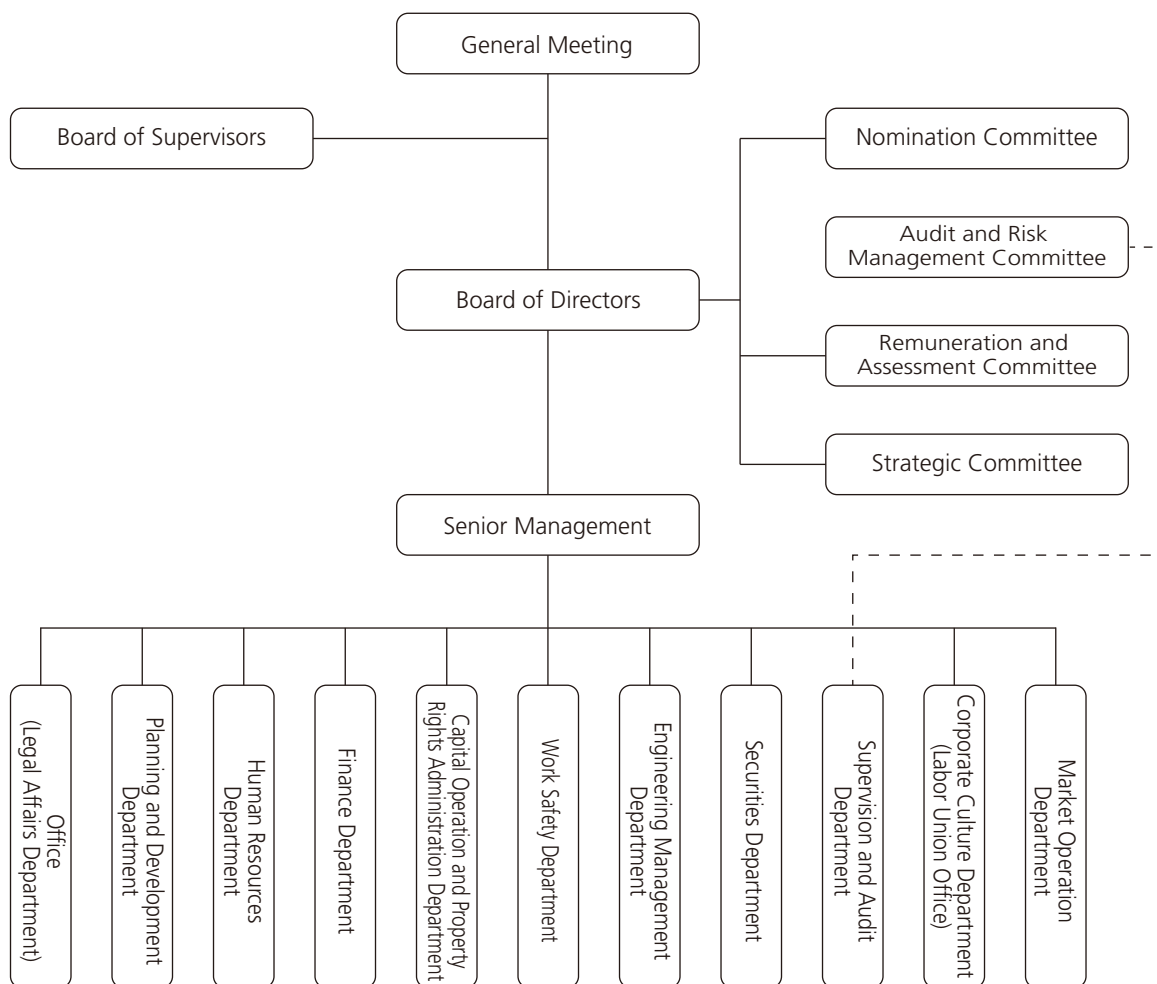 General Meeting
Board of Supervisors
Nomination Committee
Audit and Risk
Management Committee
Board of Directors
Remuneration and
Assessment Committee
Strategic Committee
Senior Management
Office
(Legal Affairs Department)
Planning and Development
Department
Human Resources
Department
Finance Department
Capital Operation and Property
Rights Administration Department
Work Safety Department
Engineering Management
Department
Securities Department
Supervision and Audit
Department
Corporate Culture Department
(Labor Union Office)
Market Operation
Department